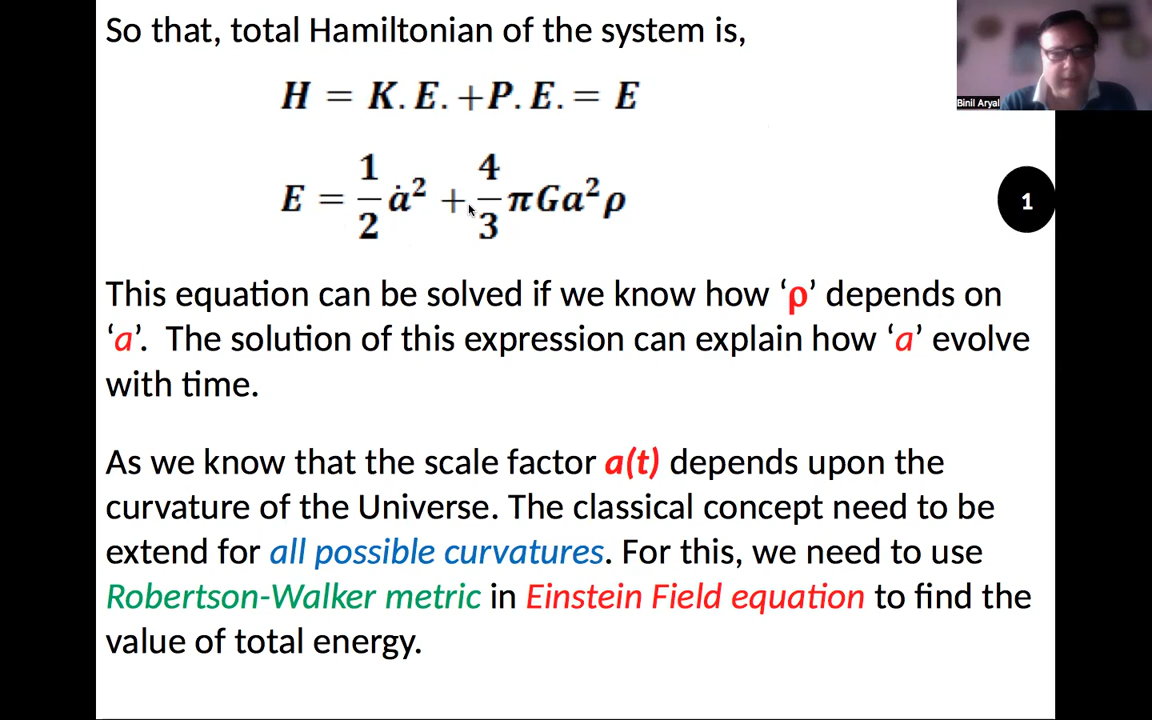 So that, total Hamiltonian of the system is,
Binil Aryal
H = K.E.+P.E.= E
E = 1/2 ȧ² + 4/3 πGa²ρ
1
This equation can be solved if we know how ‘ρ’ depends on
‘a’. The solution of this expression can explain how ‘a’ evolve
with time.
As we know that the scale factor a(t) depends upon the
curvature of the Universe. The classical concept need to be
extend for all possible curvatures. For this, we need to use
Robertson-Walker metric in Einstein Field equation to find the
value of total energy.